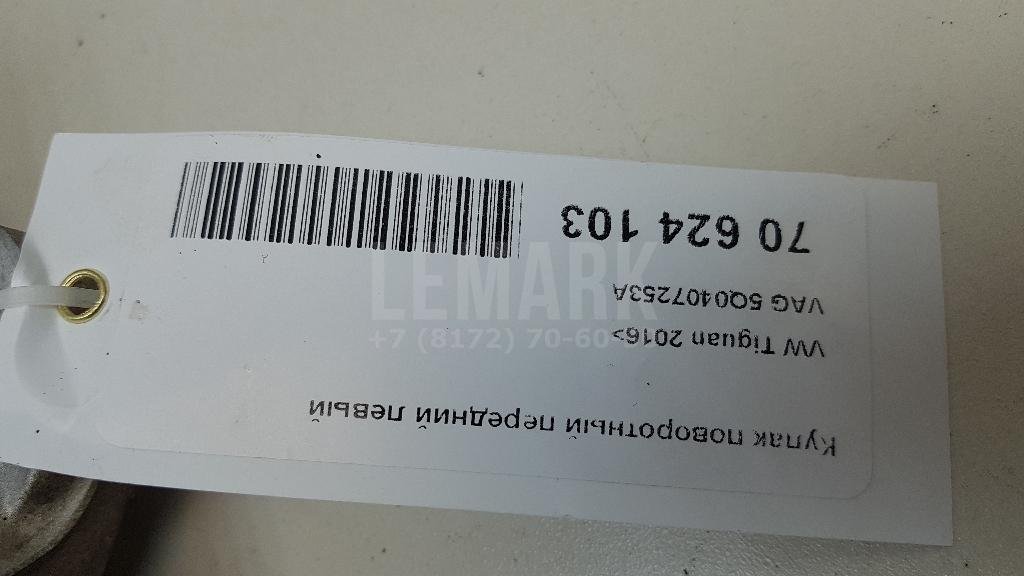 Кулак поворотный передний левый
VW Tiguan 2016>
VAG 5Q0407253A
70 624 103
LEMARK
+7 (8172) 70-60